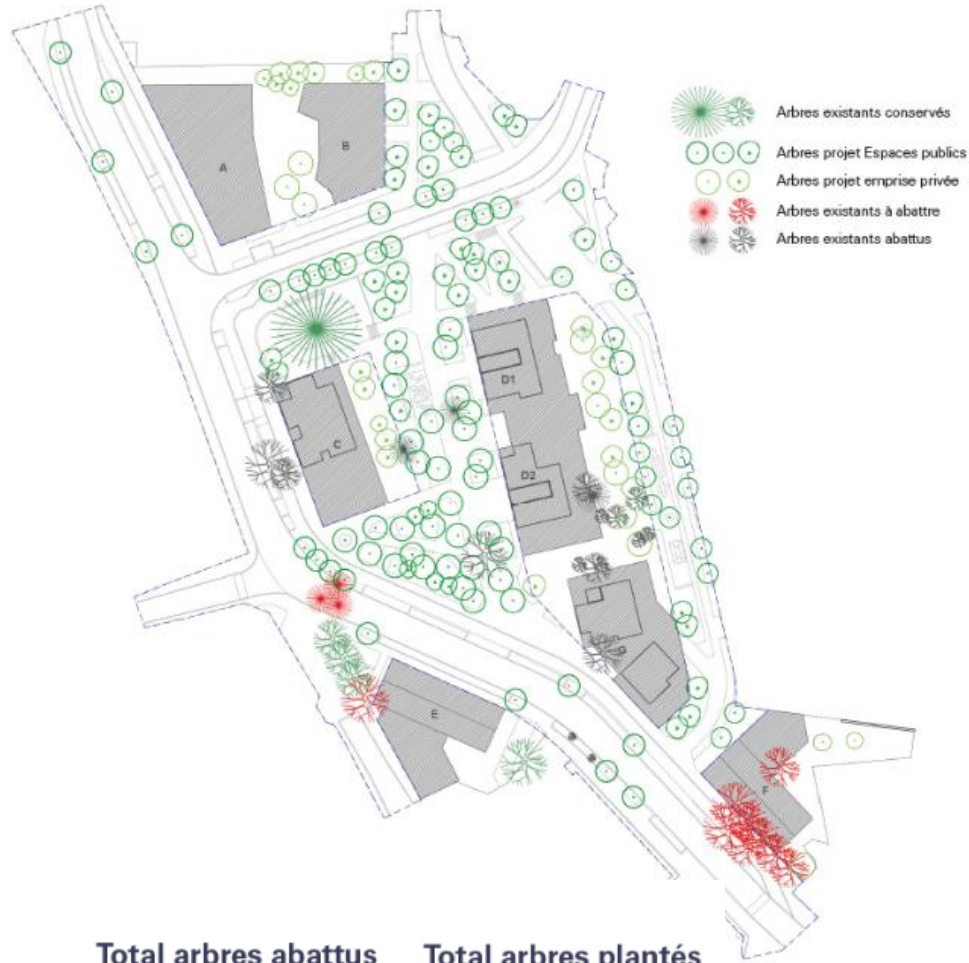 Arbres existants conservés
Arbres projet Espaces publics
Arbres projet emprise privée
Arbres existants à abattre
Arbres existants abattus
A
B
C
D1
D2
G
E
F
Total arbres abattus
Total arbres plantés